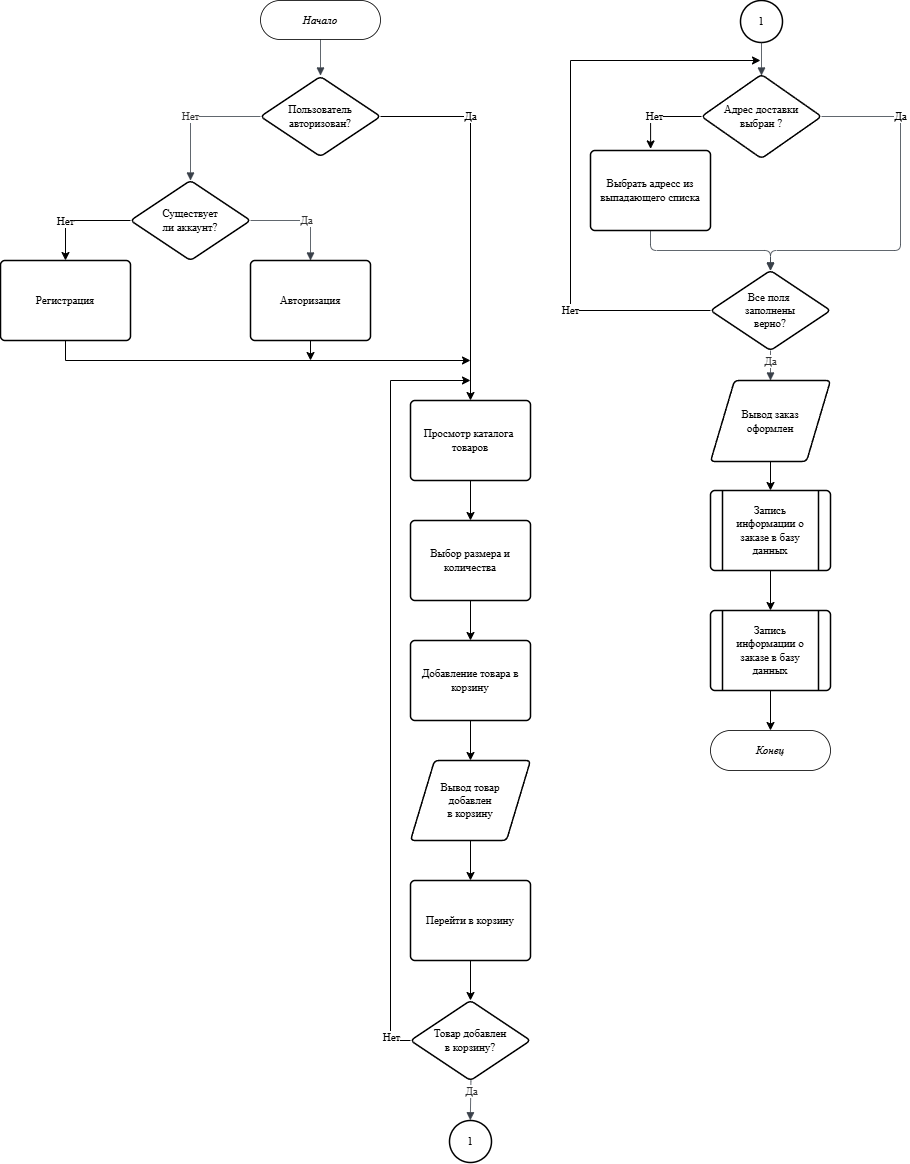 Начало
Пользователь
авторизован?
Нет
Да
Существует
ли аккаунт?
Нет
Да
Регистрация
Авторизация
Просмотр каталога
товаров
Выбор размера и
количества
Добавление товара в
корзину
Вывод товар
добавлен
в корзину
Перейти в корзину
Товар добавлен
в корзину?
Нет
Да
1
1
Адрес доставки
выбран ?
Нет
Да
Выбрать адресс из
выпадающего списка
Все поля
заполнены
верно?
Нет
Да
Вывод заказ
оформлен
Запись
информации о
заказе в базу
данных
Запись
информации о
заказе в базу
данных
Конец